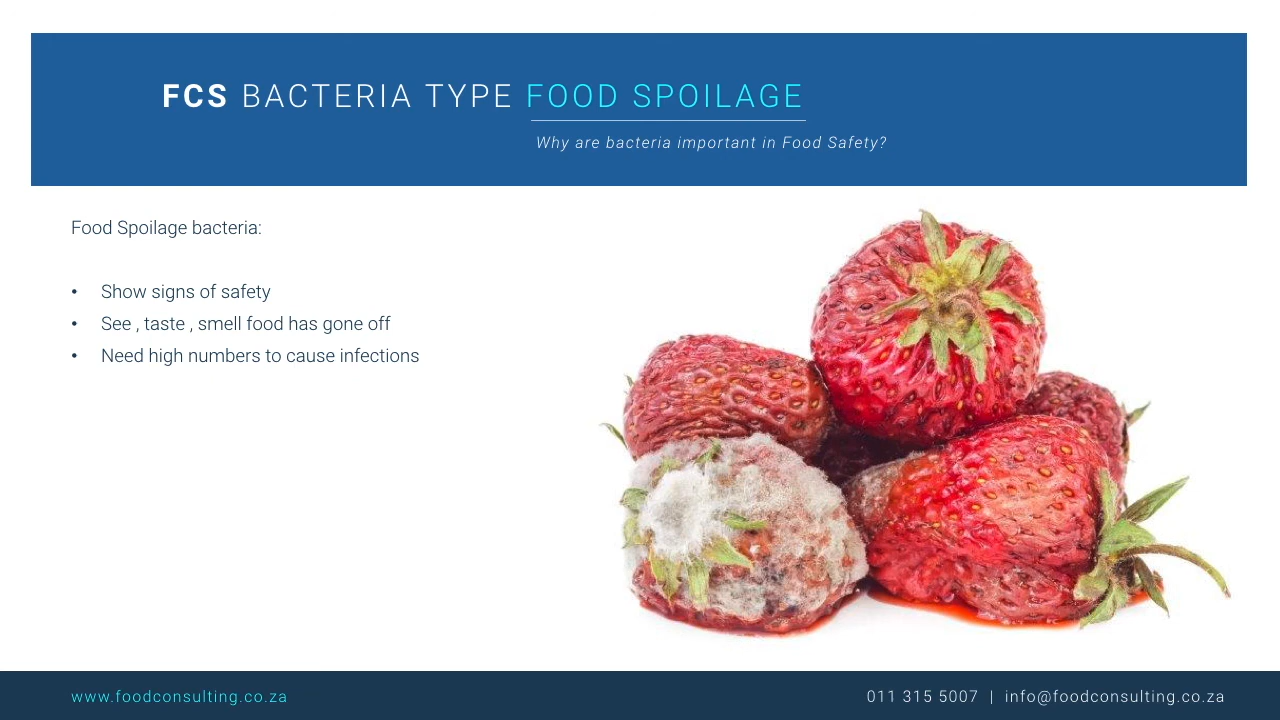 FCS BACTERIA TYPE FOOD SPOILAGE
Why are bacteria important in Food Safety?
Food Spoilage bacteria:
• Show signs of safety
• See , taste , smell food has gone off
• Need high numbers to cause infections
www.foodconsulting.co.za
011 315 5007 | info@foodconsulting.co.za